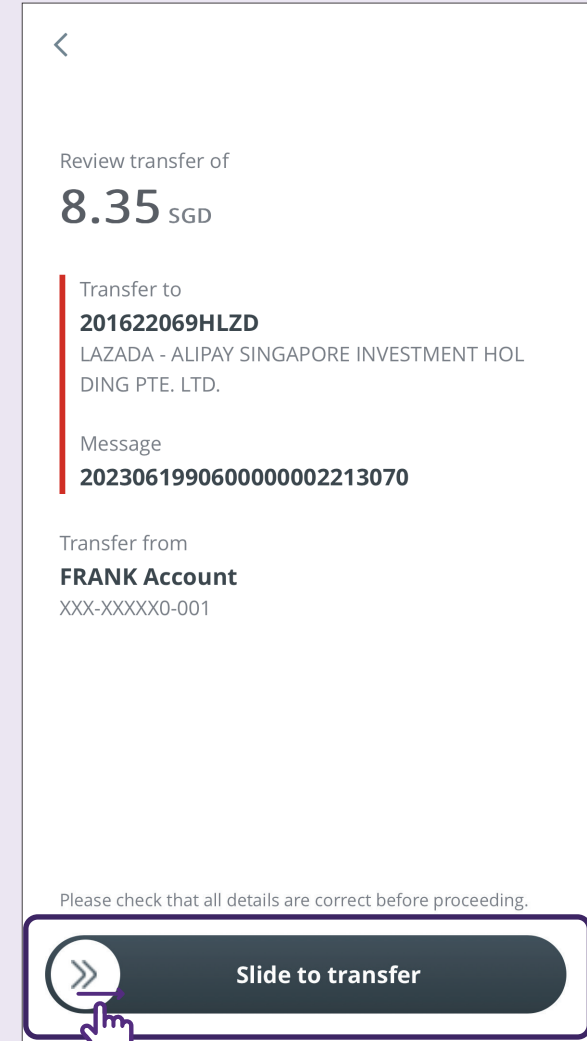 Review transfer of
8.35 SGD
Transfer to
201622069HLZD
LAZADA - ALIPAY SINGAPORE INVESTMENT HOL
DING PTE. LTD.
Message
2023061990600000002213070
Transfer from
FRANK Account
XXX-XXXXX0-001
Please check that all details are correct before proceeding.
Slide to transfer